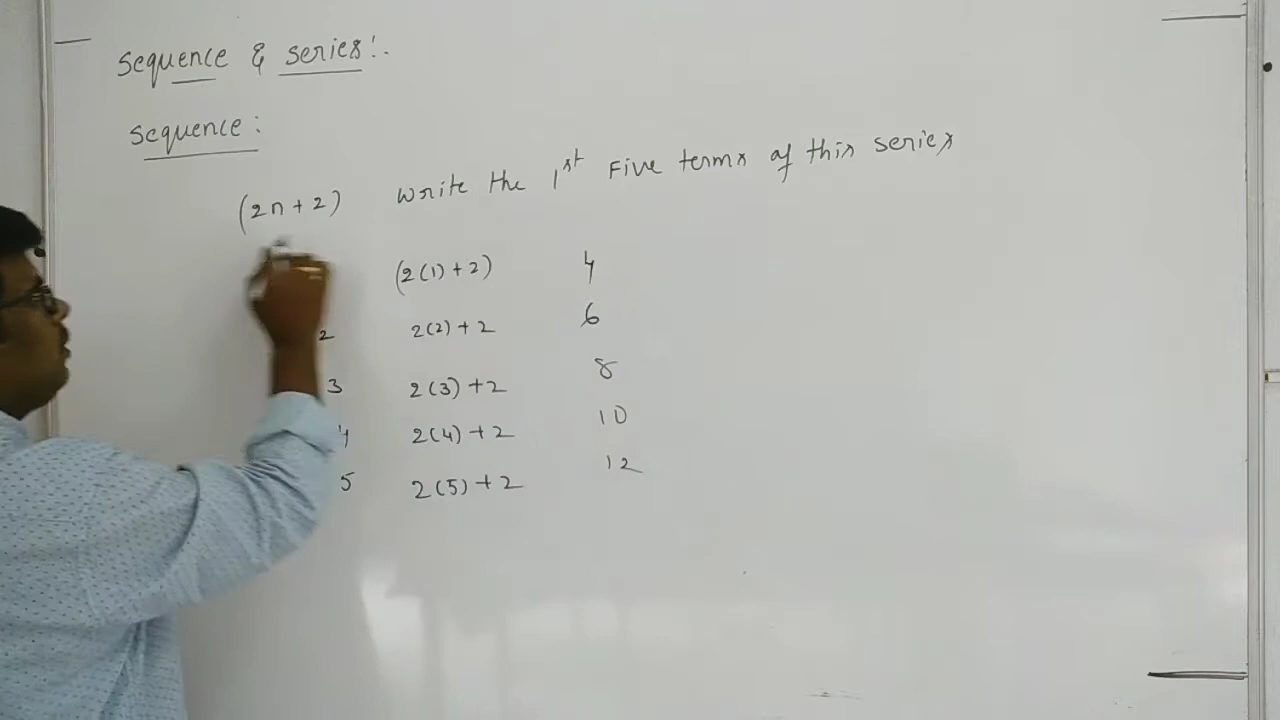 Sequence & series:.
Sequence:
(2n+2) Write the 1st Five terms of this series
(2(1)+2) 4
2 2(2)+2 6
3 2(3)+2 8
4 2(4)+2 10
5 2(5)+2 12